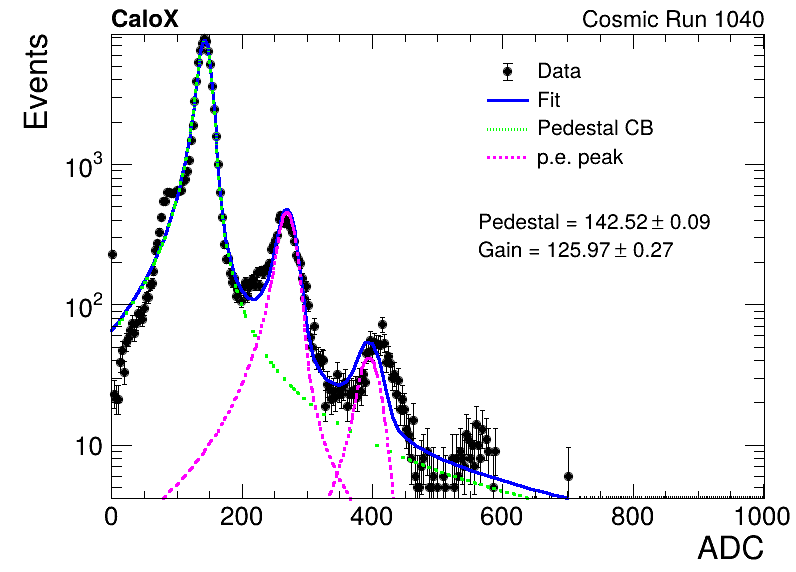 CaloX
Cosmic Run 1040
Events
Data
Fit
Pedestal CB
p.e. peak
Pedestal = 142.52 ± 0.09
Gain = 125.97 ± 0.27
10³
10²
10
0 200 400 600 800 1000
ADC